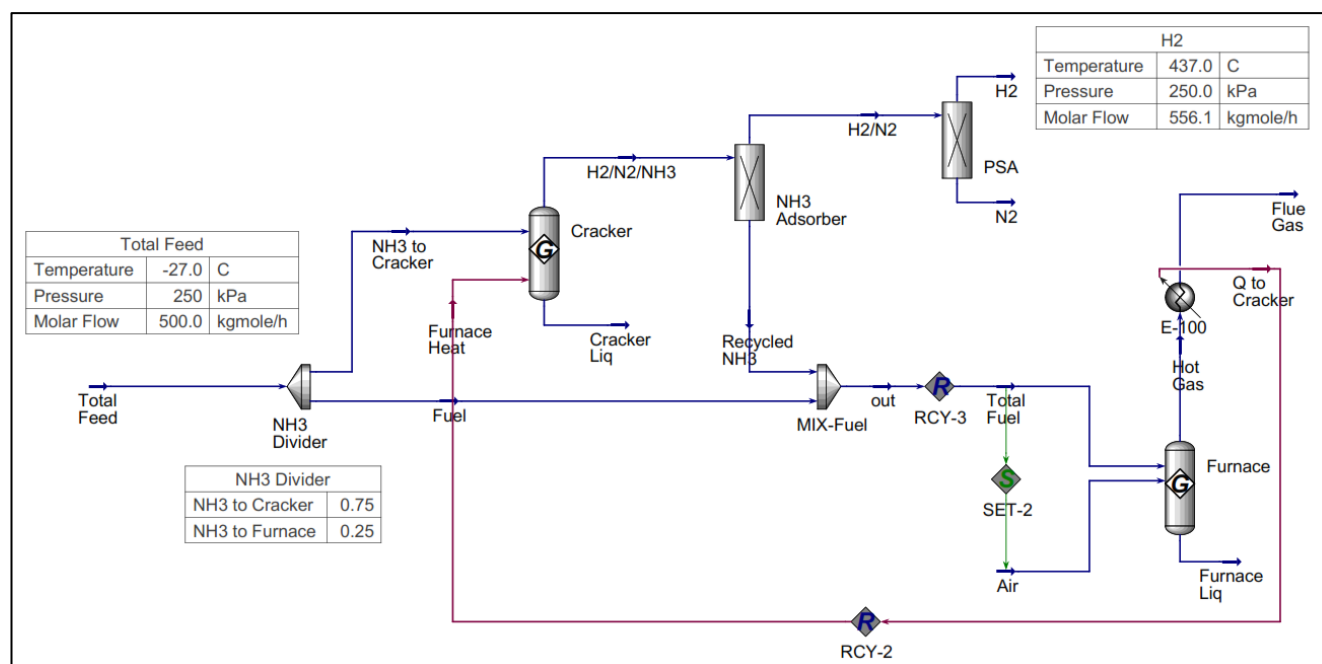 H2
Temperature 437.0 C
Pressure 250.0 kPa
Molar Flow 556.1 kgmole/h
H2
H2/N2
PSA
N2
H2/N2/NH3
NH3
Adsorber
Cracker
G
NH3 to
Cracker
Total Feed
Temperature -27.0 C
Pressure 250 kPa
Molar Flow 500.0 kgmole/h
Furnace
Heat
Cracker
Liq
Recycled
NH3
Flue
Gas
Q to
Cracker
E-100
Hot
Gas
Total
Feed
NH3
Divider
Fuel
MIX-Fuel
out
R
RCY-3
Total
Fuel
Furnace
G
S
SET-2
NH3 Divider
NH3 to Cracker 0.75
NH3 to Furnace 0.25
Air
Furnace
Liq
R
RCY-2